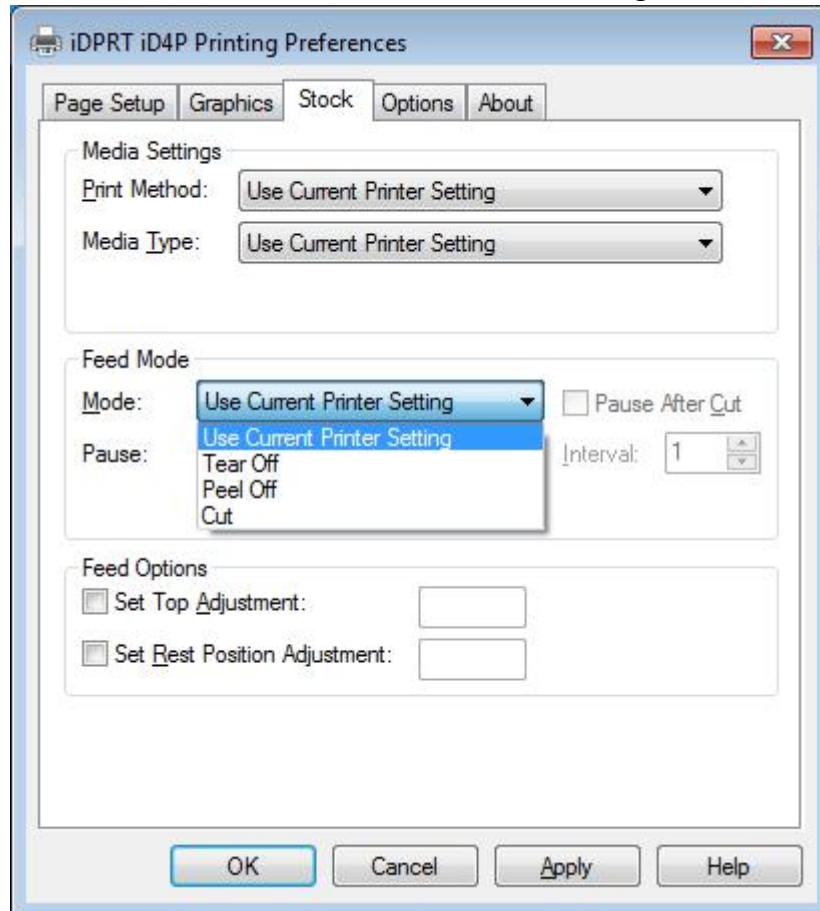 iDPRT iD4P Printing Preferences
Page Setup Graphics Stock Options About
Media Settings
Print Method: Use Current Printer Setting
Media Type: Use Current Printer Setting
Feed Mode
Mode: Use Current Printer Setting Pause After Cut
Use Current Printer Setting
Pause: Interval: 1
Tear Off
Peel Off
Cut
Feed Options
Set Top Adjustment:
Set Rest Position Adjustment:
OK Cancel Apply Help